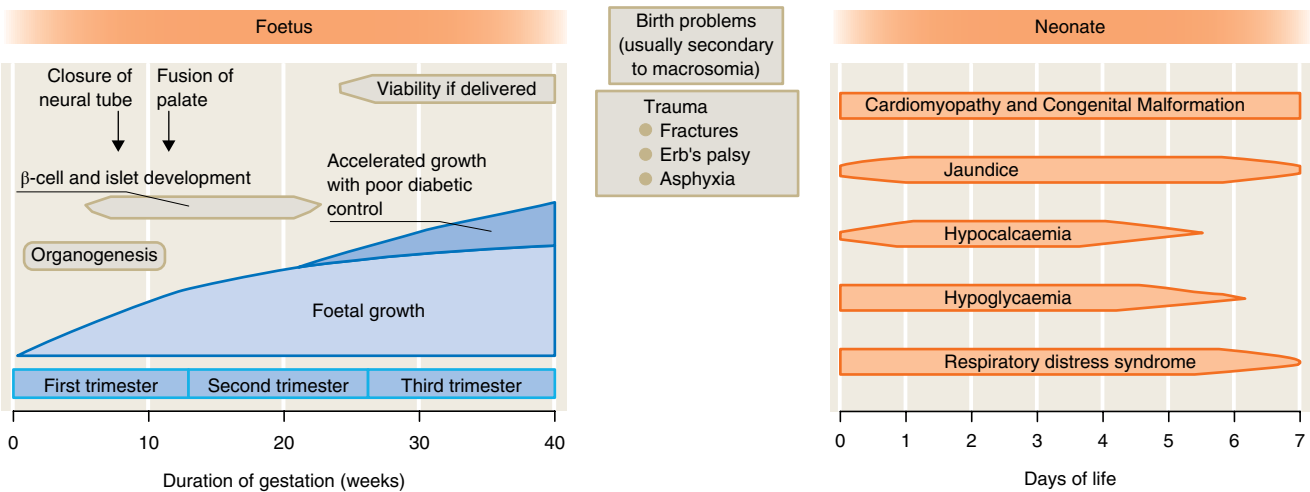 Foetus
Closure of
neural tube
Fusion of
palate
Viability if delivered
β-cell and islet development
Accelerated growth
with poor diabetic
control
Organogenesis
Foetal growth
First trimester
Second trimester
Third trimester
0
10
20
30
40
Duration of gestation (weeks)
Birth problems
(usually secondary
to macrosomia)
Trauma
Fractures
Erb's palsy
Asphyxia
Neonate
Cardiomyopathy and Congenital Malformation
Jaundice
Hypocalcaemia
Hypoglycaemia
Respiratory distress syndrome
0
1
2
3
4
5
6
7
Days of life